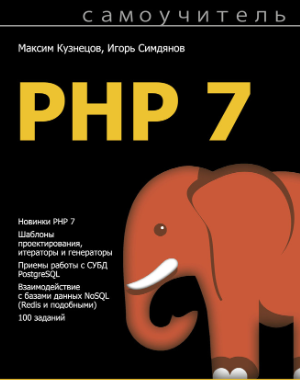 самоучитель
Максим Кузнецов, Игорь Симдянов
PHP 7
Новинки PHP 7
Шаблоны
проектирования,
итераторы и генераторы
Приемы работы с СУБД
PostgreSQL
Взаимодействие
с базами данных NoSQL
(Redis и подобными)
100 заданий